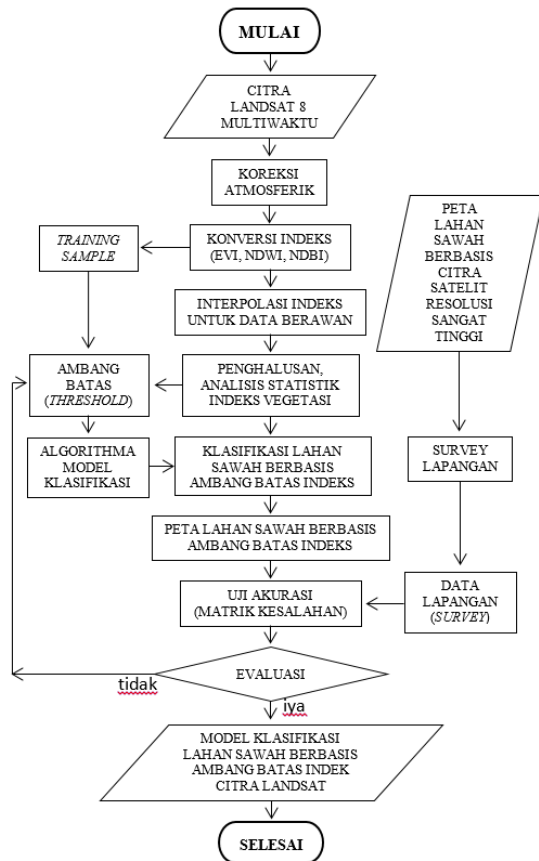 MULAI
CITRA
LANDSAT 8
MULTIWAKTU
KOREKSI
ATMOSFERIK
TRAINING
SAMPLE
KONVERSI INDEKS
(EVI, NDWI, NDBI)
PETA
LAHAN
SAWAH
BERBASIS
CITRA
SATELIT
RESOLUSI
SANGAT
TINGGI
INTERPOLASI INDEKS
UNTUK DATA BERAWAN
AMBANG
BATAS
(THRESHOLD)
PENGHALUSAN,
ANALISIS STATISTIK
INDEKS VEGETASI
ALGORITHMA
MODEL
KLASIFIKASI
KLASIFIKASI LAHAN
SAWAH BERBASIS
AMBANG BATAS INDEKS
SURVEY
LAPANGAN
PETA LAHAN SAWAH BERBASIS
AMBANG BATAS INDEKS
UJI AKURASI
(MATRIK KESALAHAN)
DATA
LAPANGAN
(SURVEY)
EVALUASI
tidak
iya
MODEL KLASIFIKASI
LAHAN SAWAH BERBASIS
AMBANG BATAS INDEK
CITRA LANDSAT
SELESAI